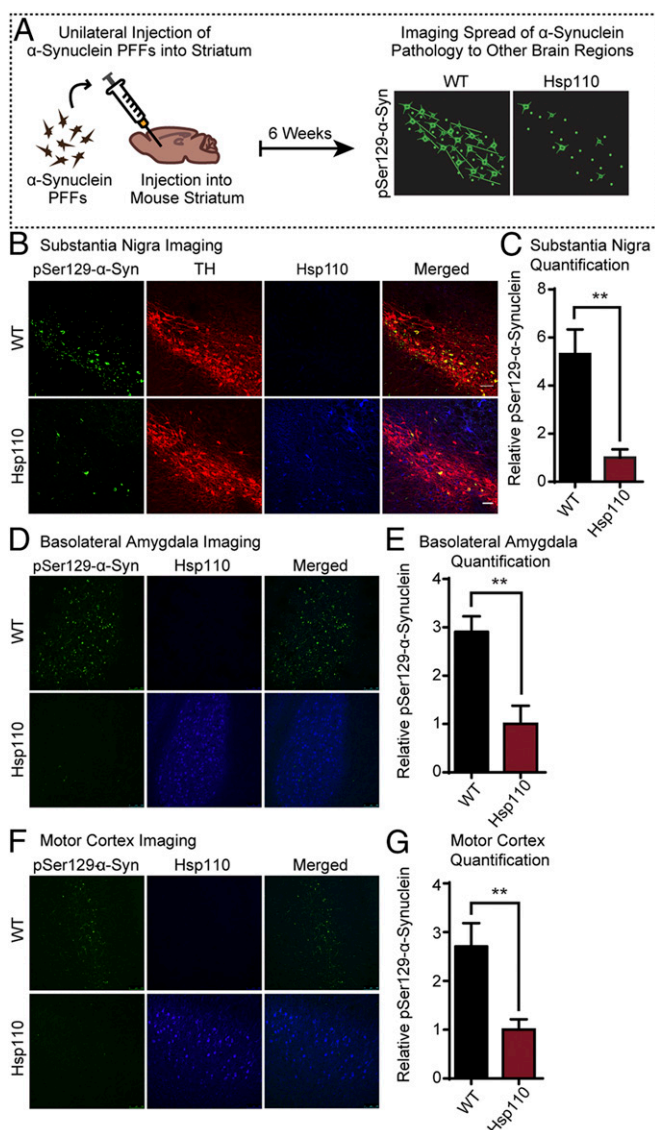 A
Unilateral Injection of
α-Synuclein PFFs into Striatum
Imaging Spread of α-Synuclein
Pathology to Other Brain Regions
WT
Hsp110
pSer129-α-Syn
6 Weeks
α-Synuclein
PFFs
Injection into
Mouse Striatum
B Substantia Nigra Imaging
pSer129-α-Syn TH Hsp110 Merged
WT
Hsp110
C Substantia Nigra
Quantification
Relative pSer129-α-Synuclein
8
6
4
2
0
**
WT
Hsp110
D Basolateral Amygdala Imaging
pSer129-α-Syn Hsp110 Merged
WT
Hsp110
E Basolateral Amygdala
Quantification
Relative pSer129-α-Synuclein
4
3
2
1
0
**
WT
Hsp110
F Motor Cortex Imaging
pSer129-α-Syn Hsp110 Merged
WT
Hsp110
G Motor Cortex
Quantification
Relative pSer129-α-Synuclein
4
3
2
1
0
**
WT
Hsp110